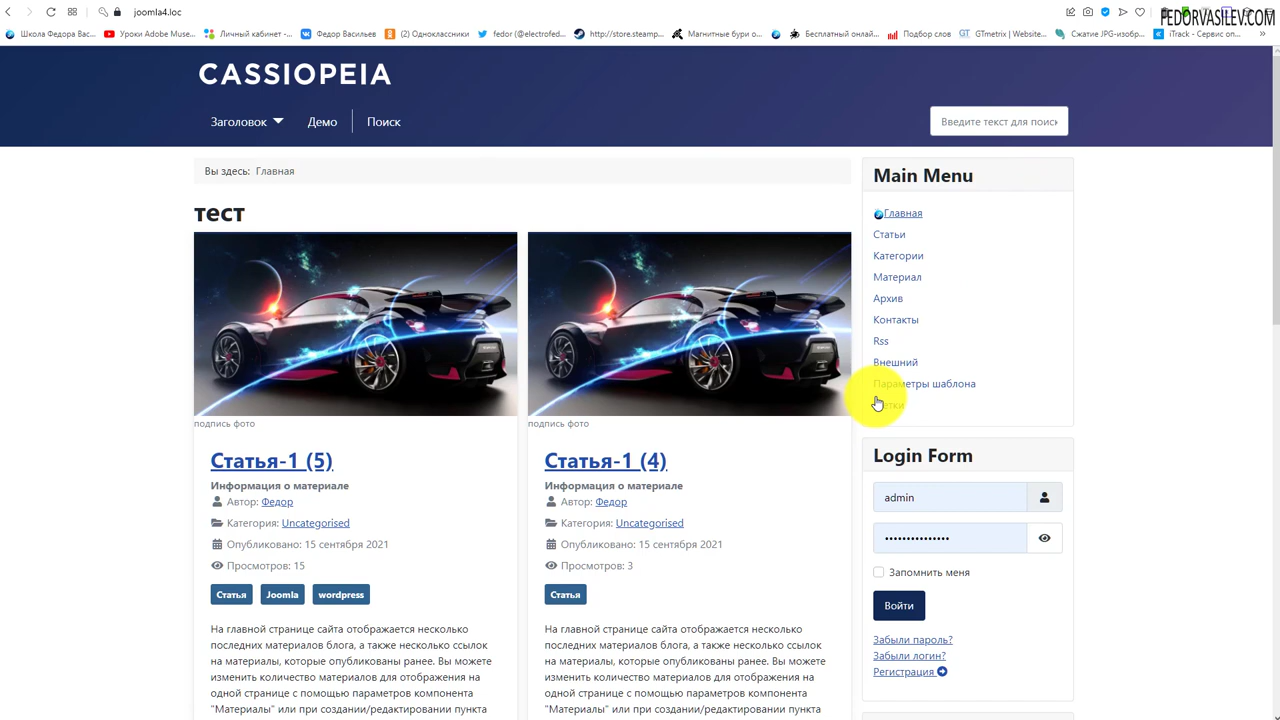 joomla4.loc
FEDORVASILEV.COM
Школа Федора Вас...
Уроки Adobe Muse...
Личный кабинет -...
Федор Васильев
(2) Одноклассники
fedor (@electrofed...
http://store.steamp...
Магнитные бури о...
Бесплатный онлай...
Подбор слов
GTmetrix | Website...
Сжатие JPG-изобр...
iTrack - Сервис оп...
CASSIOPEIA
Заголовок
Демо
Поиск
Введите текст для поиск
Вы здесь: Главная
тест
подпись фото
Статья-1 (5)
Информация о материале
Автор: Федор
Категория: Uncategorised
Опубликовано: 15 сентября 2021
Просмотров: 15
Статья
Joomla
wordpress
На главной странице сайта отображается несколько
последних материалов блога, а также несколько ссылок
на материалы, которые опубликованы ранее. Вы можете
изменить количество материалов для отображения на
одной странице с помощью параметров компонента
"Материалы" или при создании/редактировании пункта
подпись фото
Статья-1 (4)
Информация о материале
Автор: Федор
Категория: Uncategorised
Опубликовано: 15 сентября 2021
Просмотров: 3
Статья
На главной странице сайта отображается несколько
последних материалов блога, а также несколько ссылок
на материалы, которые опубликованы ранее. Вы можете
изменить количество материалов для отображения на
одной странице с помощью параметров компонента
"Материалы" или при создании/редактировании пункта
Main Menu
Главная
Статьи
Категории
Материал
Архив
Контакты
Rss
Внешний
Параметры шаблона
Login Form
admin
Запомнить меня
Войти
Забыли пароль?
Забыли логин?
Регистрация